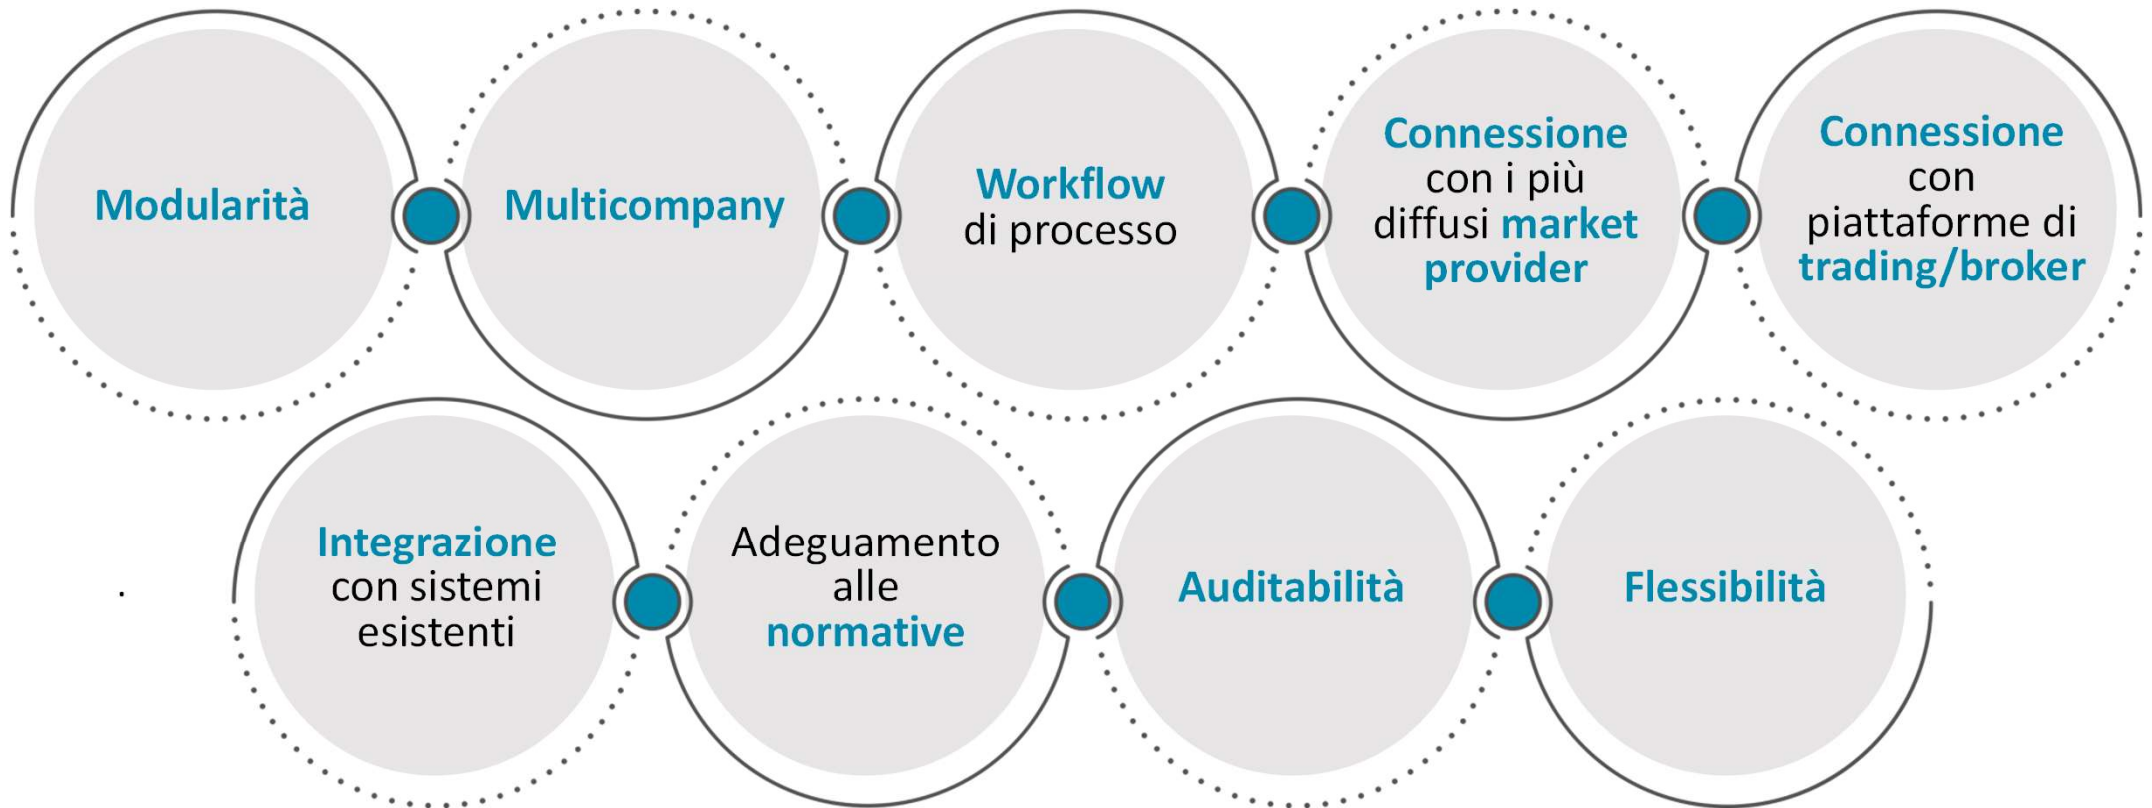 Modularità
Multicompany
Workflow
di processo
Connessione
con i più
diffusi market
provider
Connessione
con
piattaforme di
trading/broker
Integrazione
con sistemi
esistenti
Adeguamento
alle
normative
Auditabilità
Flessibilità
.